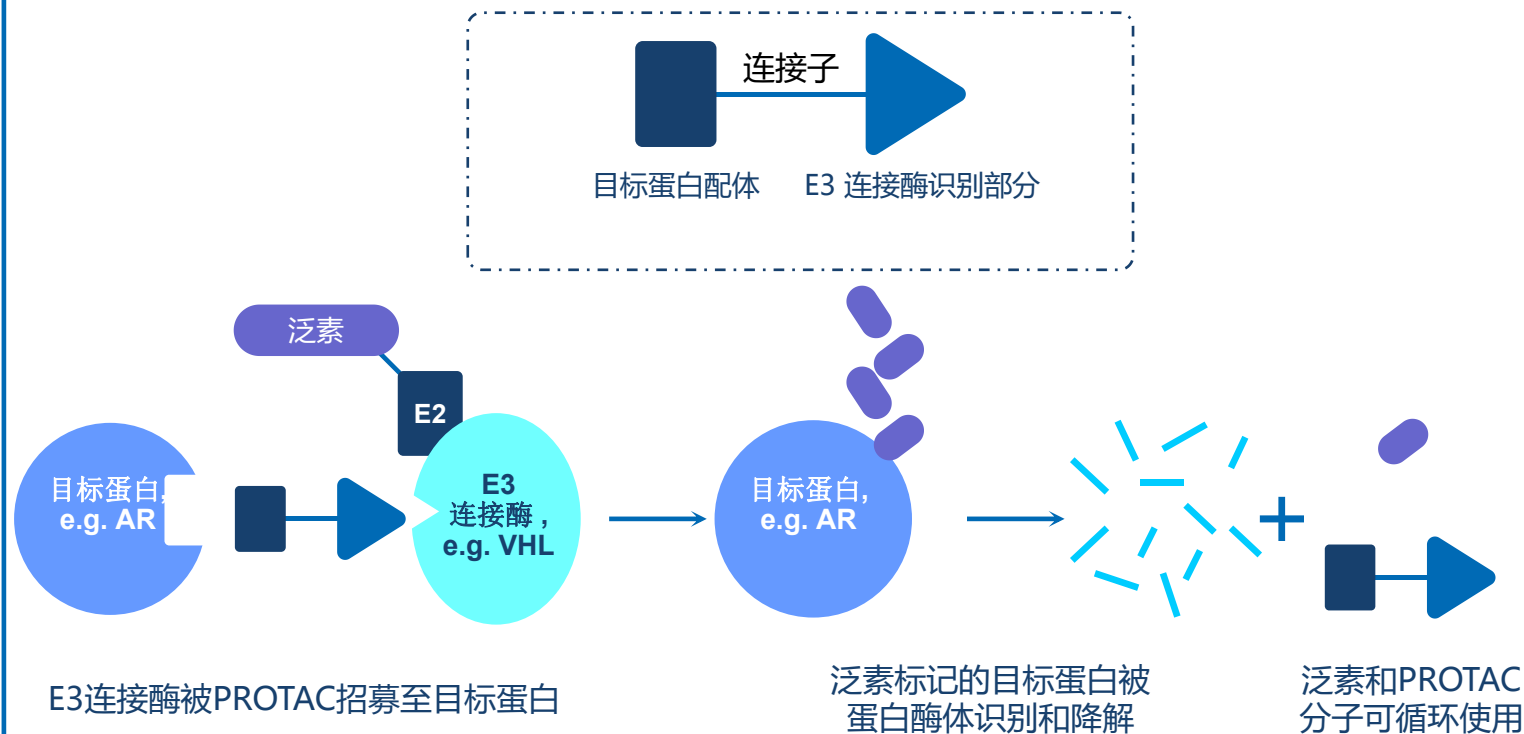 连接子
目标蛋白配体
E3 连接酶识别部分
泛素
E2
目标蛋白,
e.g. AR
E3
连接酶 ,
e.g. VHL
目标蛋白,
e.g. AR
E3连接酶被PROTAC招募至目标蛋白
泛素标记的目标蛋白被
蛋白酶体识别和降解
泛素和PROTAC
分子可循环使用